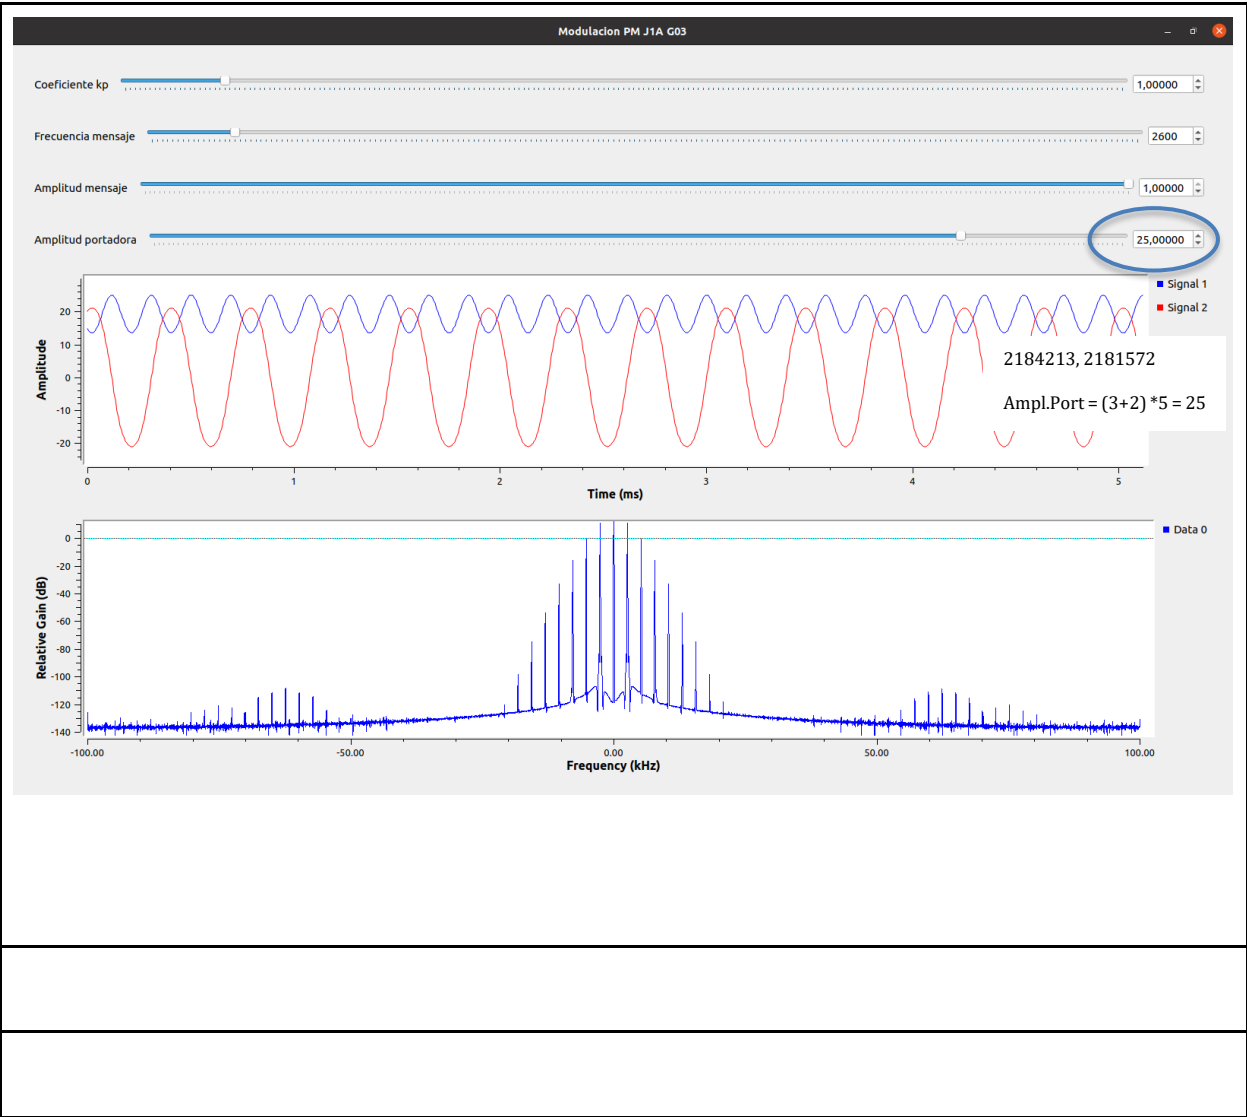 Modulacion PM J1A G03
Coeficiente kp 1,00000
Frecuencia mensaje 2600
Amplitud mensaje 1,00000
Amplitud portadora 25,00000
Signal 1
Signal 2
20
10
0
-10
-20
Amplitude
2184213, 2181572
Ampl.Port = (3+2) *5 = 25
0 1 2 3 4 5
Time (ms)
Data 0
0
-20
-40
-60
-80
-100
-120
-140
Relative Gain (dB)
-100.00 -50.00 0.00 50.00 100.00
Frequency (kHz)